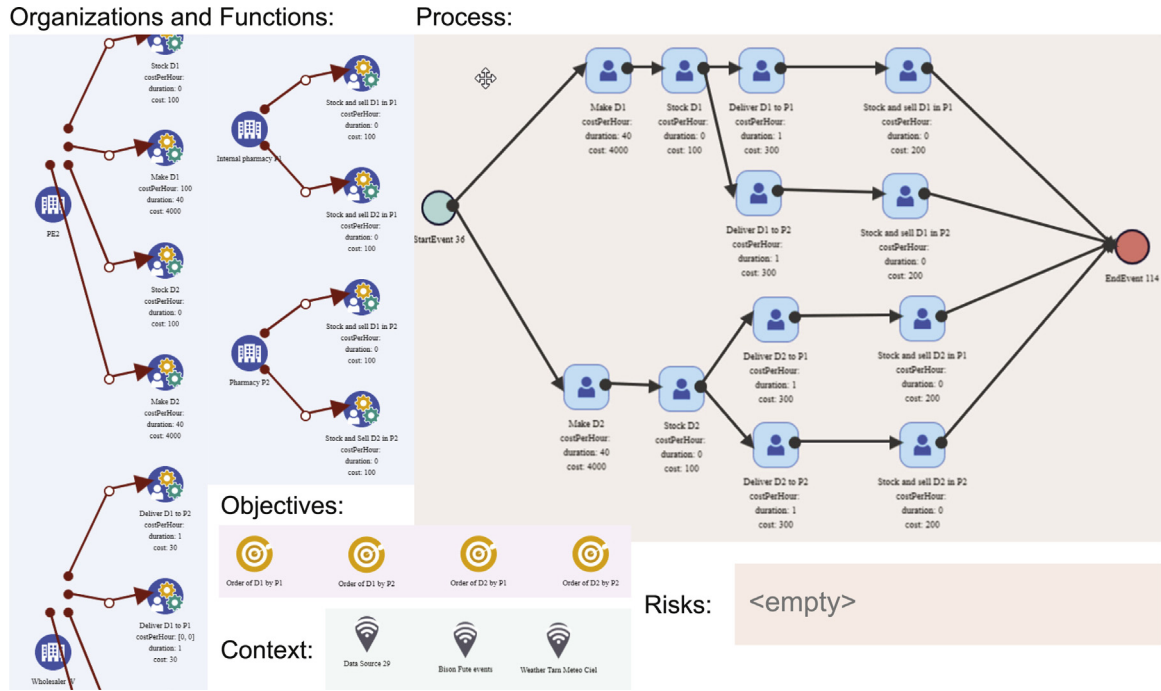 Organizations and Functions:
Stock D1
costPerHour:
duration: 0
cost: 100
Make D1
costPerHour: 100
duration: 40
cost: 4000
PE2
Stock D2
costPerHour:
duration: 0
cost: 100
Make D2
costPerHour:
duration: 40
cost: 4000
Deliver D1 to P2
costPerHour:
duration: 1
cost: 30
Deliver D1 to P1
costPerHour: [0, 0]
duration: 1
cost: 30
Wholesaler W
Stock and sell D1 in P1
costPerHour:
duration: 0
cost: 100
Internal pharmacy P1
Stock and sell D2 in P1
costPerHour:
duration: 0
cost: 100
Stock and sell D1 in P2
costPerHour:
duration: 0
cost: 100
Pharmacy P2
Stock and Sell D2 in P2
costPerHour:
duration: 0
cost: 100
Process:
StartEvent 36
Make D1
costPerHour:
duration: 40
cost: 4000
Stock D1
costPerHour:
duration: 0
cost: 100
Deliver D1 to P1
costPerHour:
duration: 1
cost: 300
Stock and sell D1 in P1
costPerHour:
duration: 0
cost: 200
Deliver D1 to P2
costPerHour:
duration: 1
cost: 300
Stock and sell D1 in P2
costPerHour:
duration: 0
cost: 200
EndEvent 114
Make D2
costPerHour:
duration: 40
cost: 4000
Stock D2
costPerHour:
duration: 0
cost: 100
Deliver D2 to P1
costPerHour:
duration: 1
cost: 300
Stock and sell D2 in P1
costPerHour:
duration: 0
cost: 200
Deliver D2 to P2
costPerHour:
duration: 1
cost: 300
Stock and sell D2 in P2
costPerHour:
duration: 0
cost: 200
Objectives:
Order of D1 by P1
Order of D1 by P2
Order of D2 by P1
Order of D2 by P2
Context:
Data Source 29
Bison Fute events
Weather Tarn Meteo Ciel
Risks:
<empty>